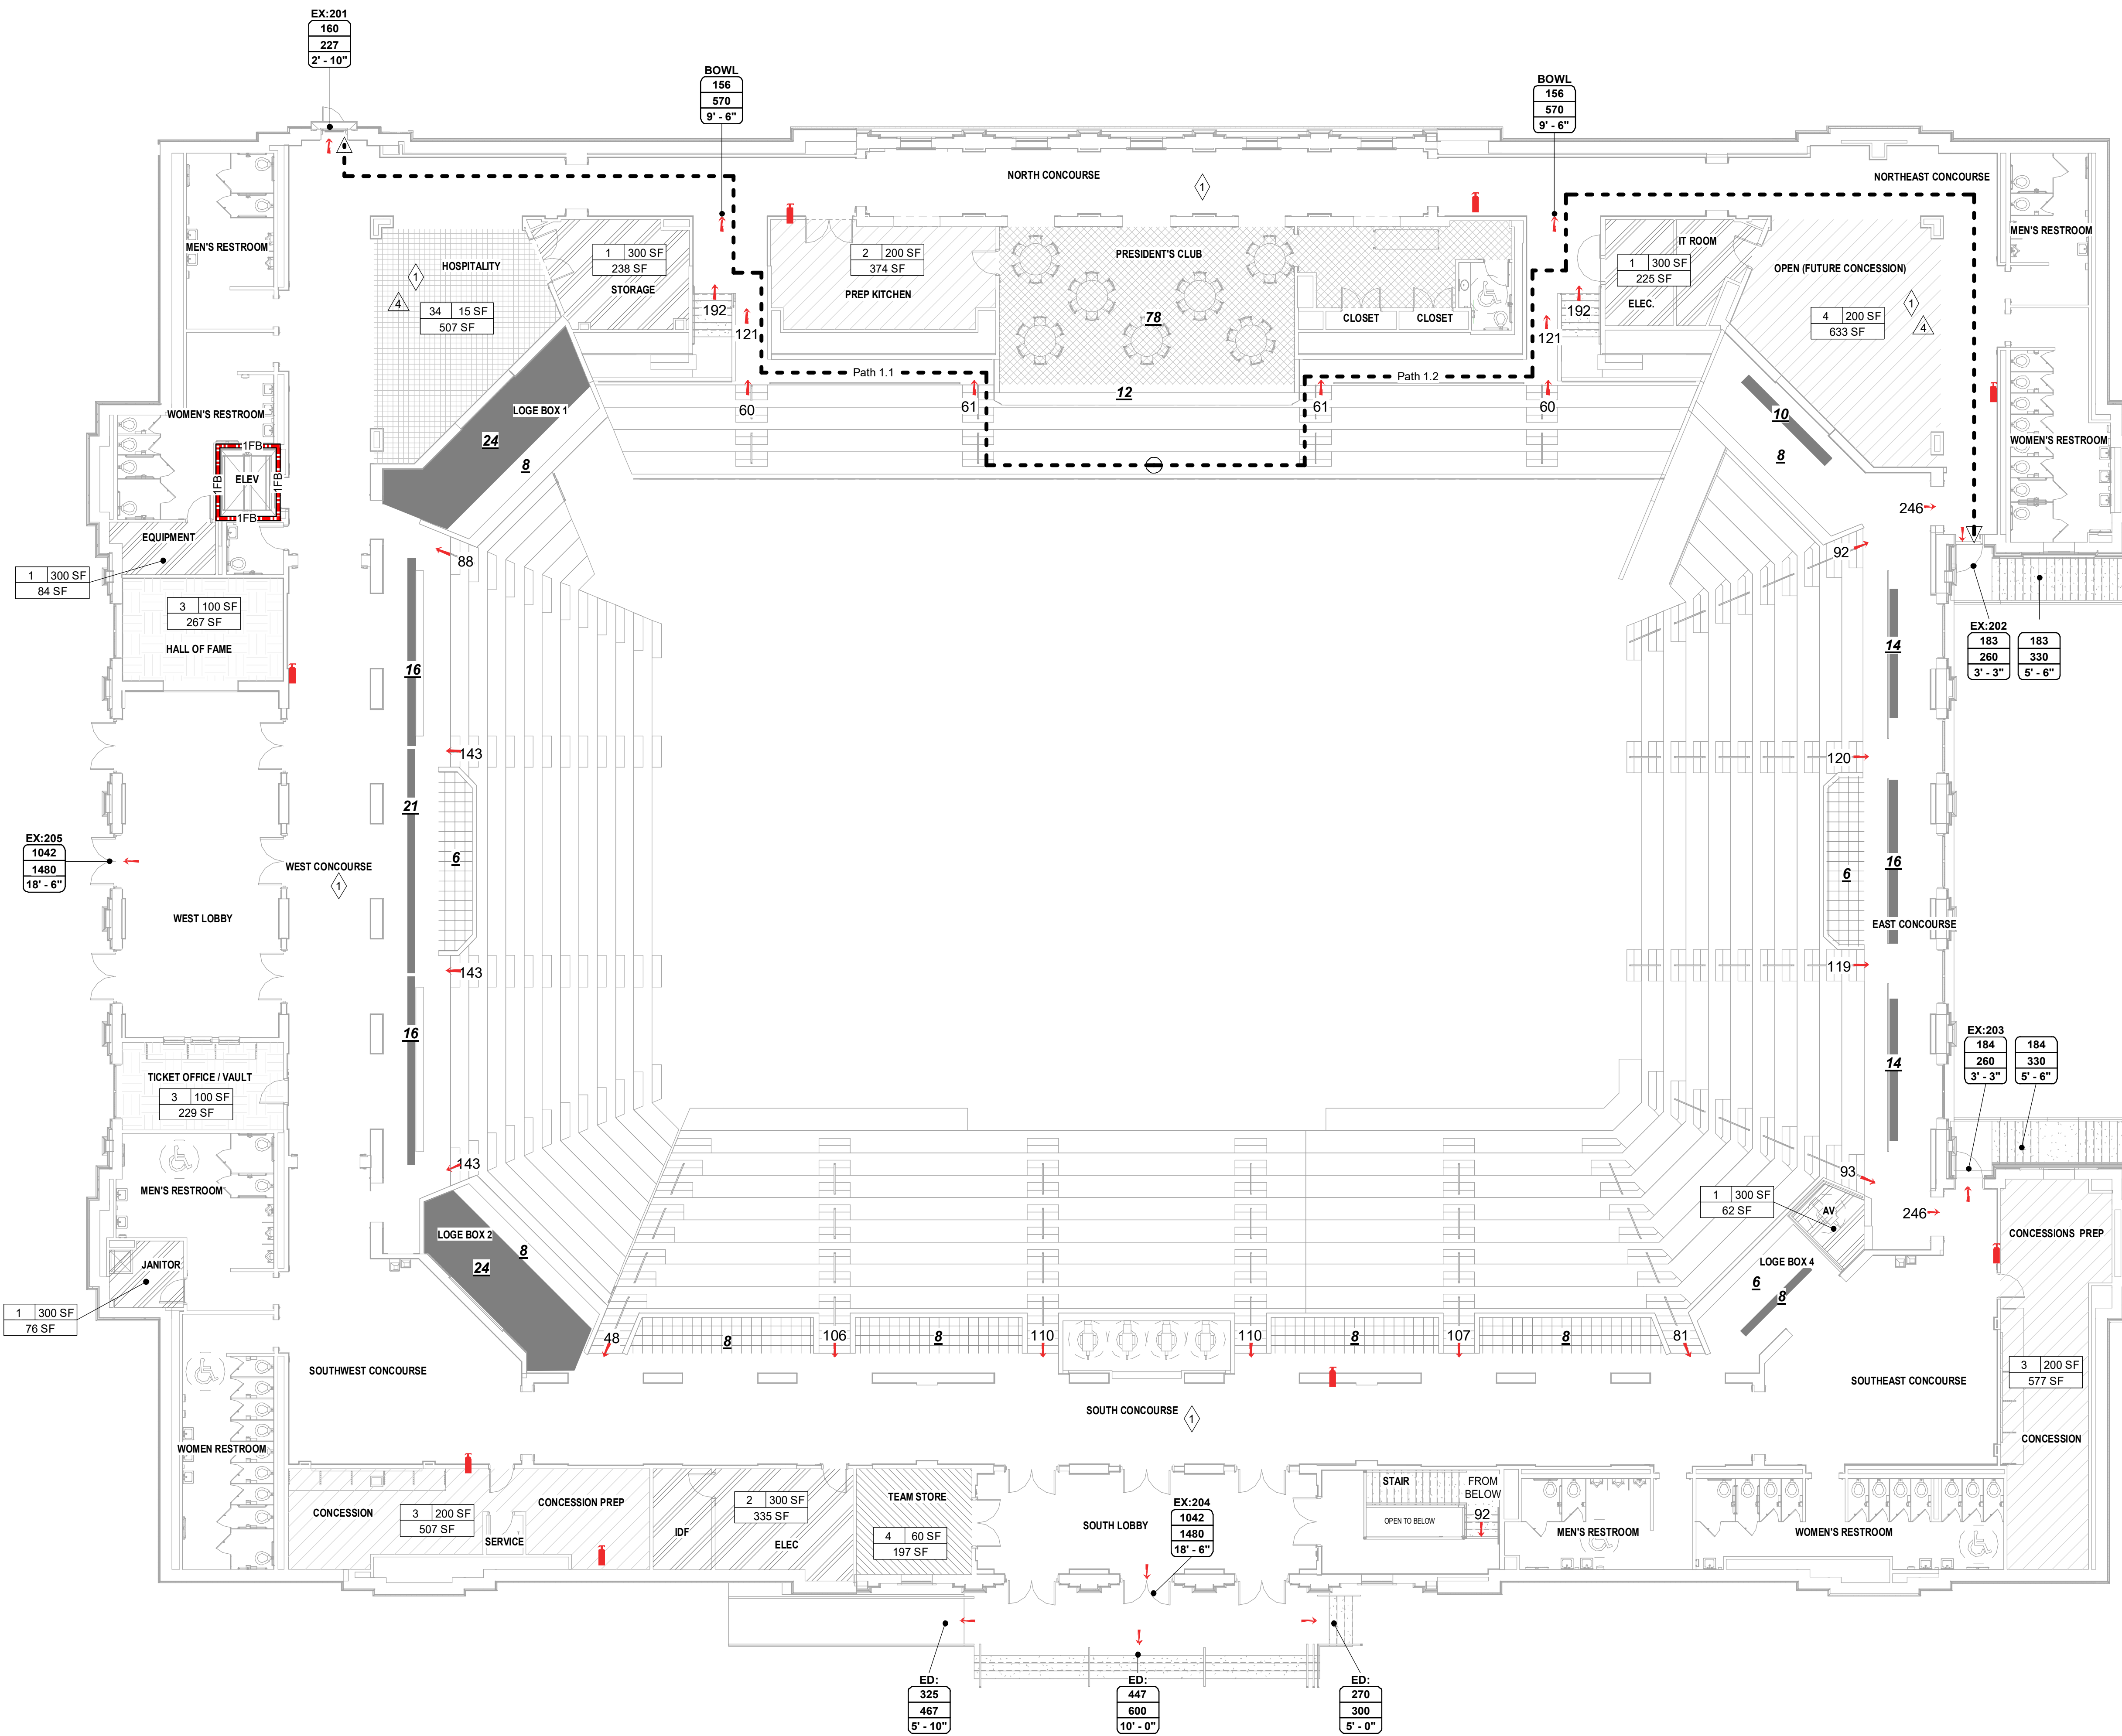 EX:201
160
227
2' - 10"
BOWL
156
570
9' - 6"
BOWL
156
570
9' - 6"
NORTH CONCOURSE
1
NORTHEAST CONCOURSE
MEN'S RESTROOM
HOSPITALITY
1
4
34 15 SF
507 SF
1 300 SF
238 SF
STORAGE
192
121
2 200 SF
374 SF
PREP KITCHEN
PRESIDENT'S CLUB
78
12
CLOSET
CLOSET
192
121
IT ROOM
1 300 SF
225 SF
ELEC.
OPEN (FUTURE CONCESSION)
1
4
4 200 SF
633 SF
MEN'S RESTROOM
Path 1.1
Path 1.2
60
61
61
60
WOMEN'S RESTROOM
LOGE BOX 1
24
8
10
8
WOMEN'S RESTROOM
1FB
1FB
ELEV
1FB
1FB
EQUIPMENT
1 300 SF
84 SF
3 100 SF
267 SF
HALL OF FAME
88
246
92
EX:202
183
260
3' - 3"
183
330
5' - 6"
16
14
143
120
21
6
6
16
EX:205
1042
1480
18' - 6"
WEST CONCOURSE
1
WEST LOBBY
EAST CONCOURSE
143
119
16
14
TICKET OFFICE / VAULT
3 100 SF
229 SF
EX:203
184
260
3' - 3"
184
330
5' - 6"
143
93
MEN'S RESTROOM
1 300 SF
62 SF
AV
246
LOGE BOX 2
24
8
JANITOR
1 300 SF
76 SF
LOGE BOX 4
6
8
CONCESSIONS PREP
48
8
106
8
110
110
8
107
8
81
SOUTHWEST CONCOURSE
SOUTH CONCOURSE
1
SOUTHEAST CONCOURSE
3 200 SF
577 SF
CONCESSION
WOMEN RESTROOM
CONCESSION
3 200 SF
507 SF
CONCESSION PREP
SERVICE
2 300 SF
335 SF
IDF
ELEC
TEAM STORE
4 60 SF
197 SF
SOUTH LOBBY
EX:204
1042
1480
18' - 6"
STAIR
FROM
BELOW
OPEN TO BELOW
92
MEN'S RESTROOM
WOMEN'S RESTROOM
ED:
325
467
5' - 10"
ED:
447
600
10' - 0"
ED:
270
300
5' - 0"